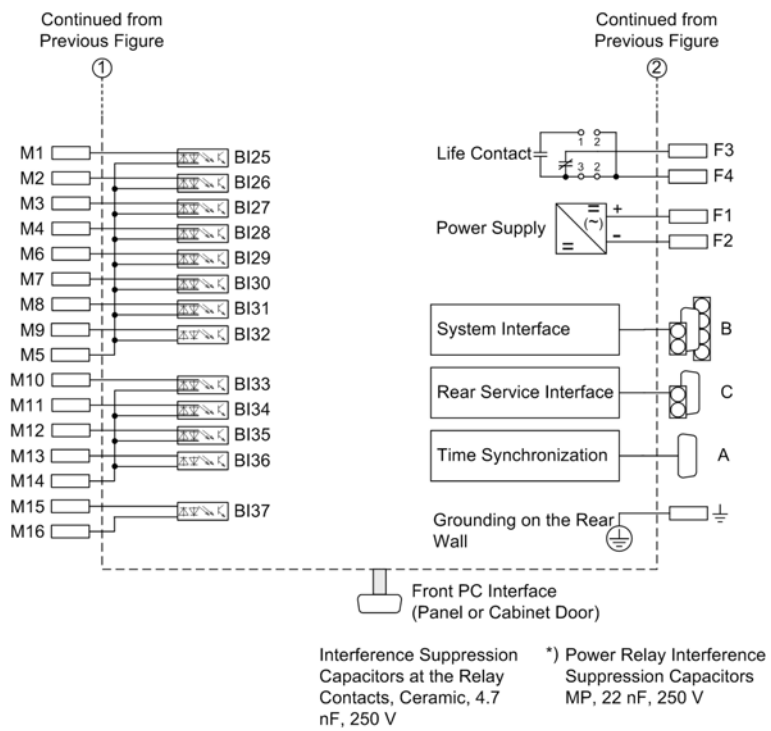 Continued from
Previous Figure
1
Continued from
Previous Figure
2
M1 BI25
M2 BI26
M3 BI27
M4 BI28
M6 BI29
M7 BI30
M8 BI31
M9 BI32
M5
M10 BI33
M11 BI34
M12 BI35
M13 BI36
M14
M15 BI37
M16
Life Contact 1 2 F3
3 2 F4
Power Supply = (~) = + F1
- F2
System Interface B
Rear Service Interface C
Time Synchronization A
Grounding on the Rear
Wall
Front PC Interface
(Panel or Cabinet Door)
Interference Suppression
Capacitors at the Relay
Contacts, Ceramic, 4.7
nF, 250 V
*) Power Relay Interference
Suppression Capacitors
MP, 22 nF, 250 V